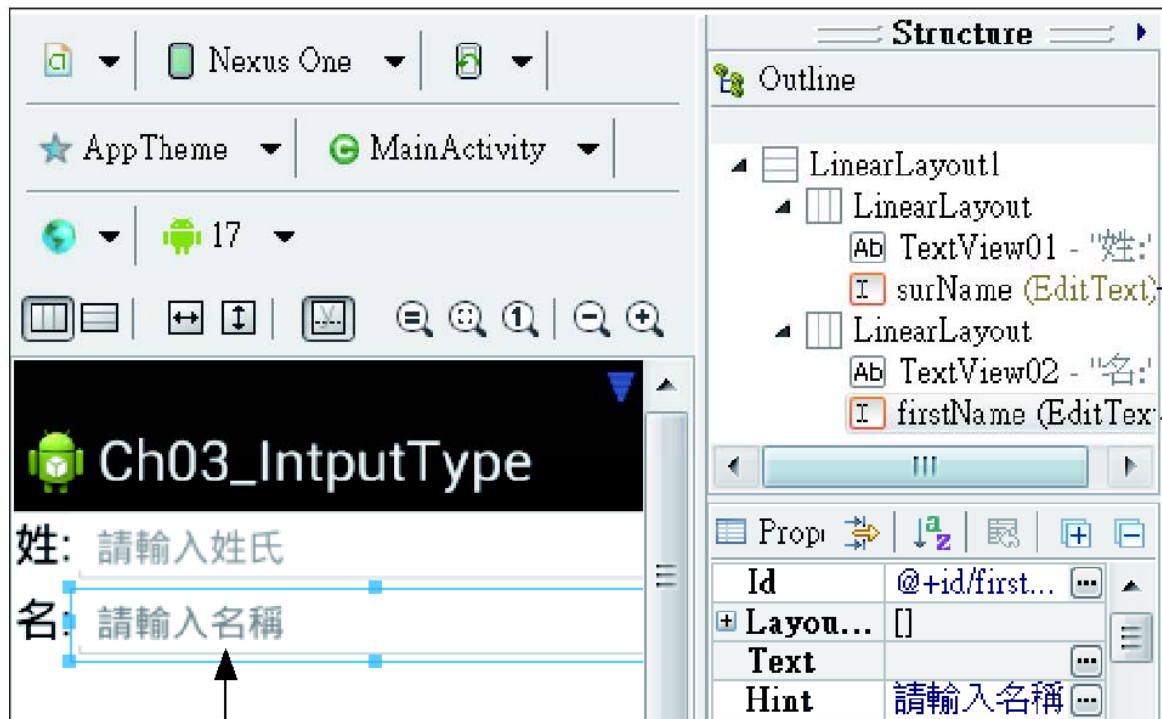 Nexus One
AppTheme MainActivity
17
Ch03_IntputType
姓: 請輸入姓氏
名: 請輸入名稱
Structure
Outline
LinearLayout1
LinearLayout
Ab TextView01 - "姓:"
I surName (EditText)
LinearLayout
Ab TextView02 - "名:"
I firstName (EditTex
Prop
Id @+id/first...
Layou... []
Text
Hint 請輸入名稱